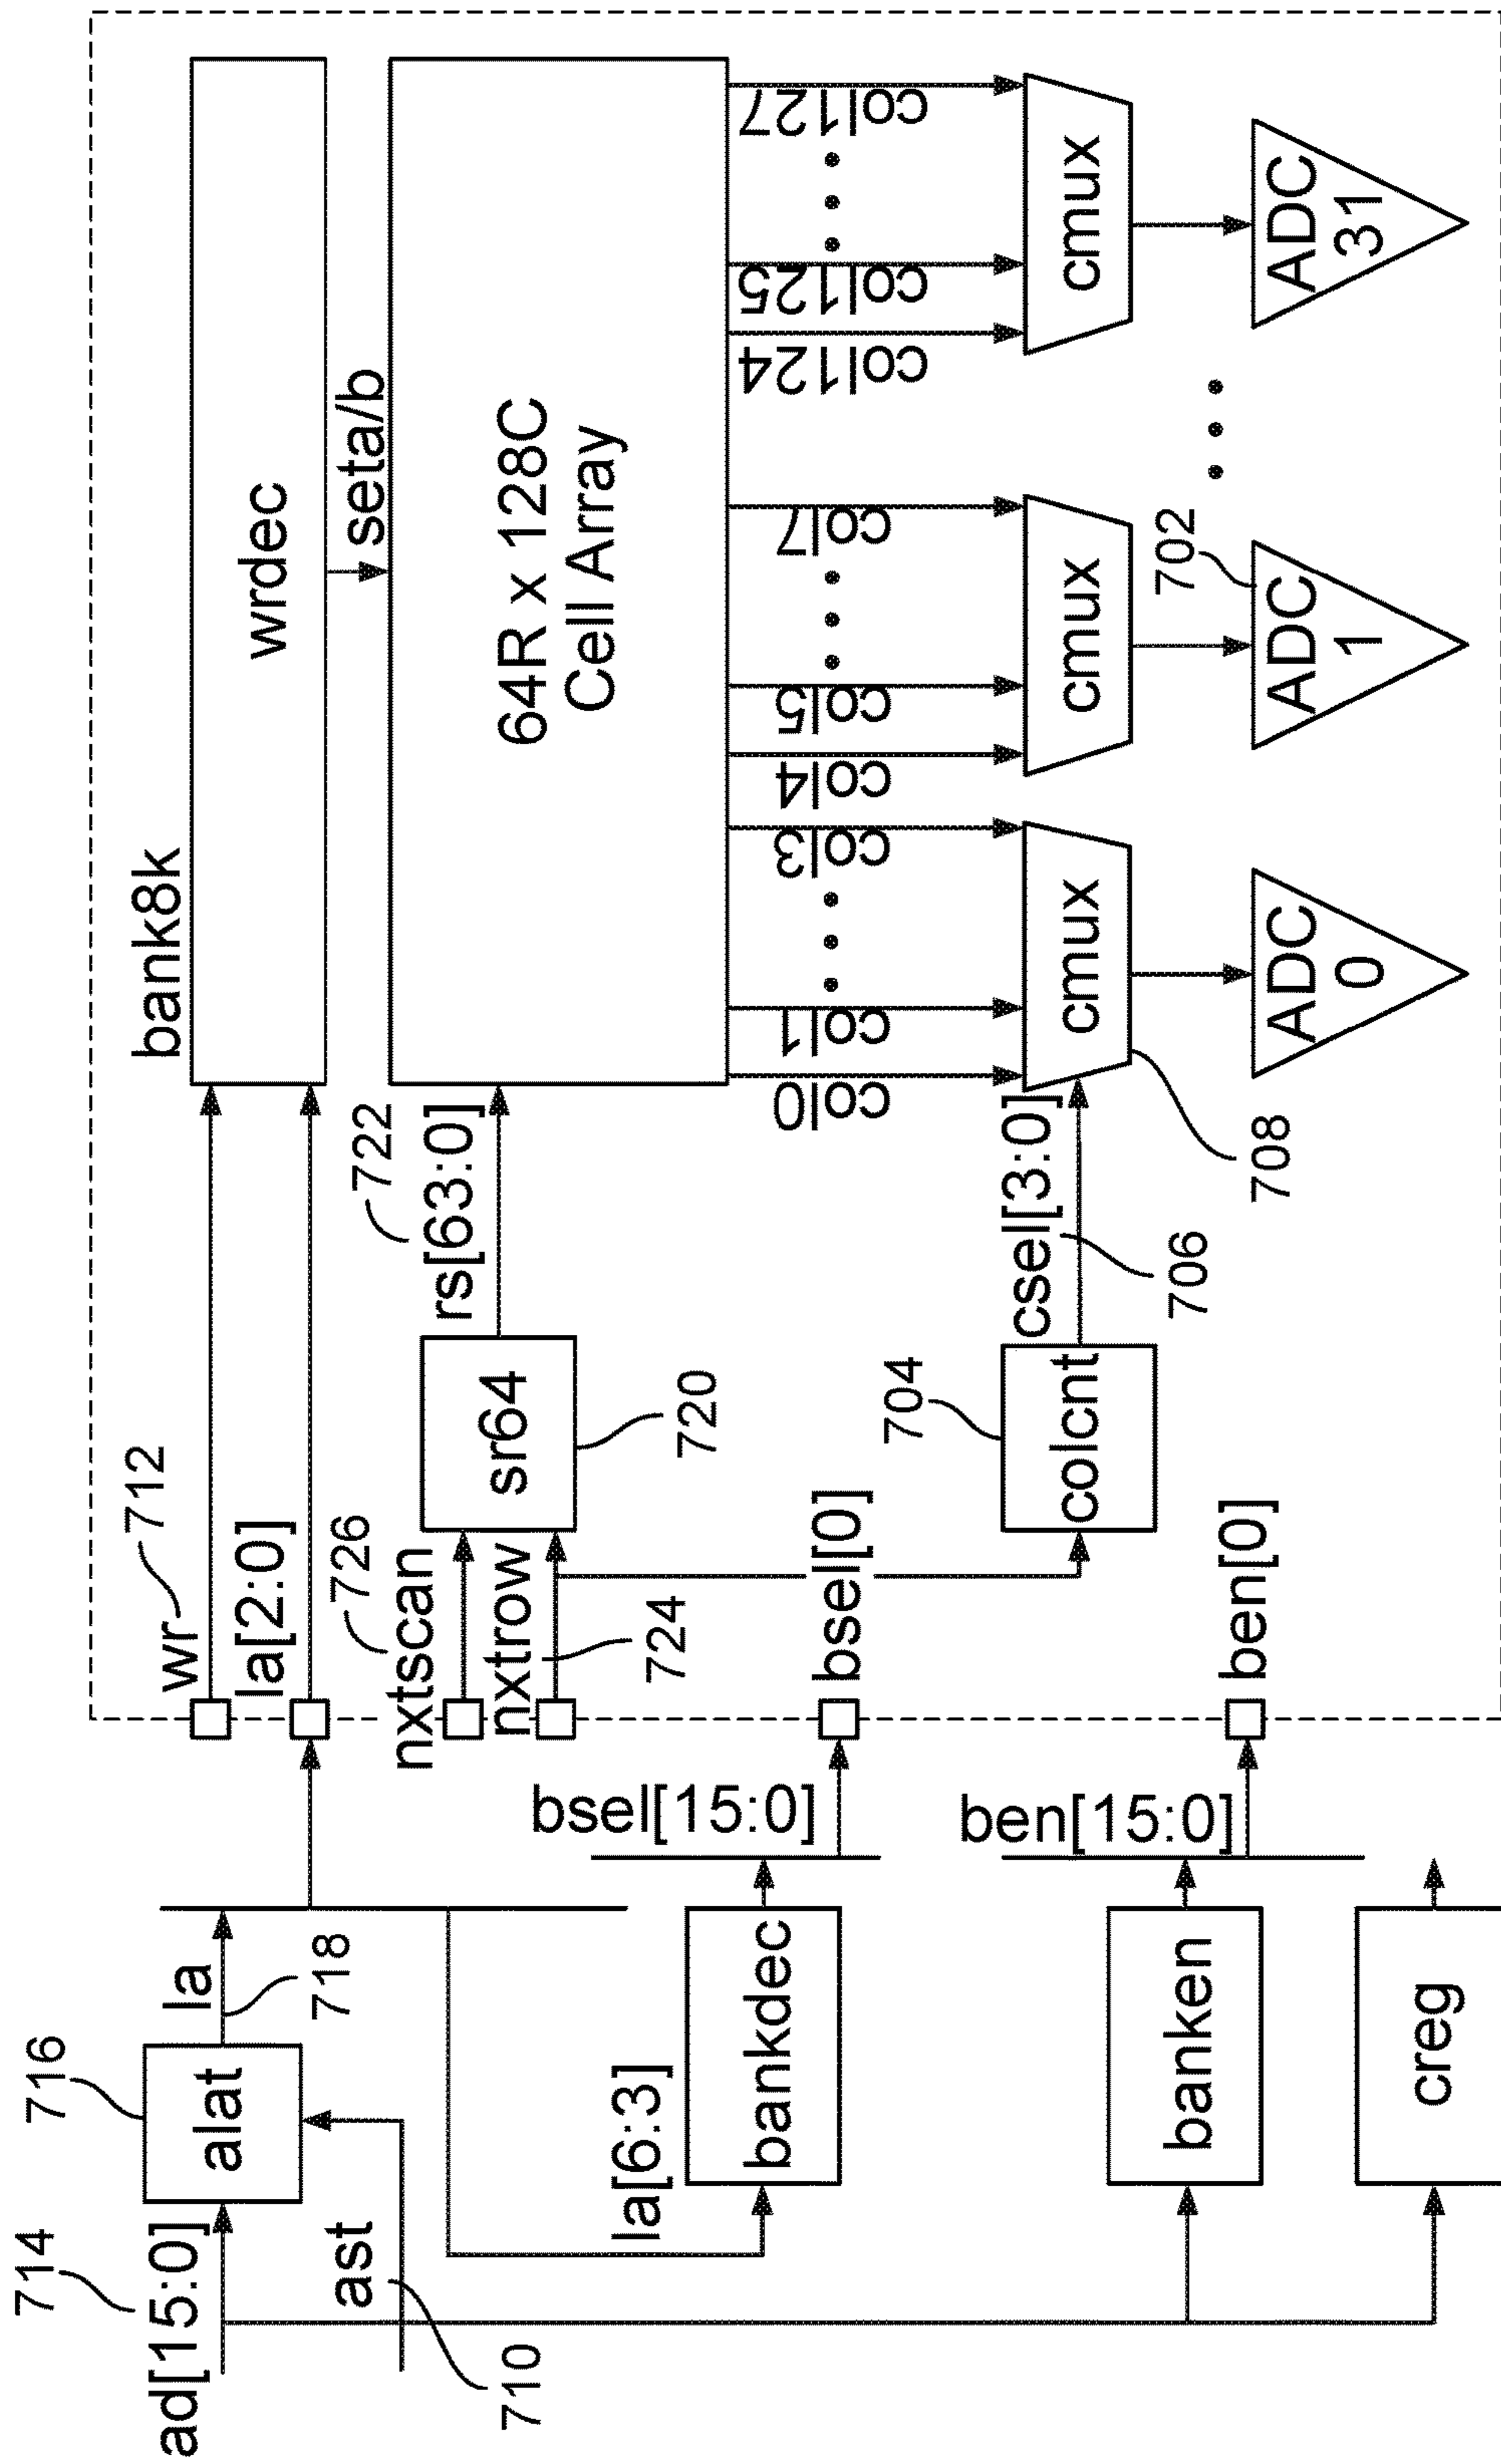 714
ad[15:0]
716
alat
la
718
ast
710
la[6:3]
bankdec
bsel[15:0]
banken
ben[15:0]
creg
bank8k
wr
712
la[2:0]
wrdec
seta/b
726
nxtscan
nxtrow
724
sr64
720
722
rs[63:0]
64R x 128C
Cell Array
bsel[0]
704
colcnt
csel[3:0]
706
ben[0]
col0
col1
col3
col4
col5
col7
col124
col125
col127
cmux
708
cmux
cmux
ADC
0
702
ADC
1
ADC
31